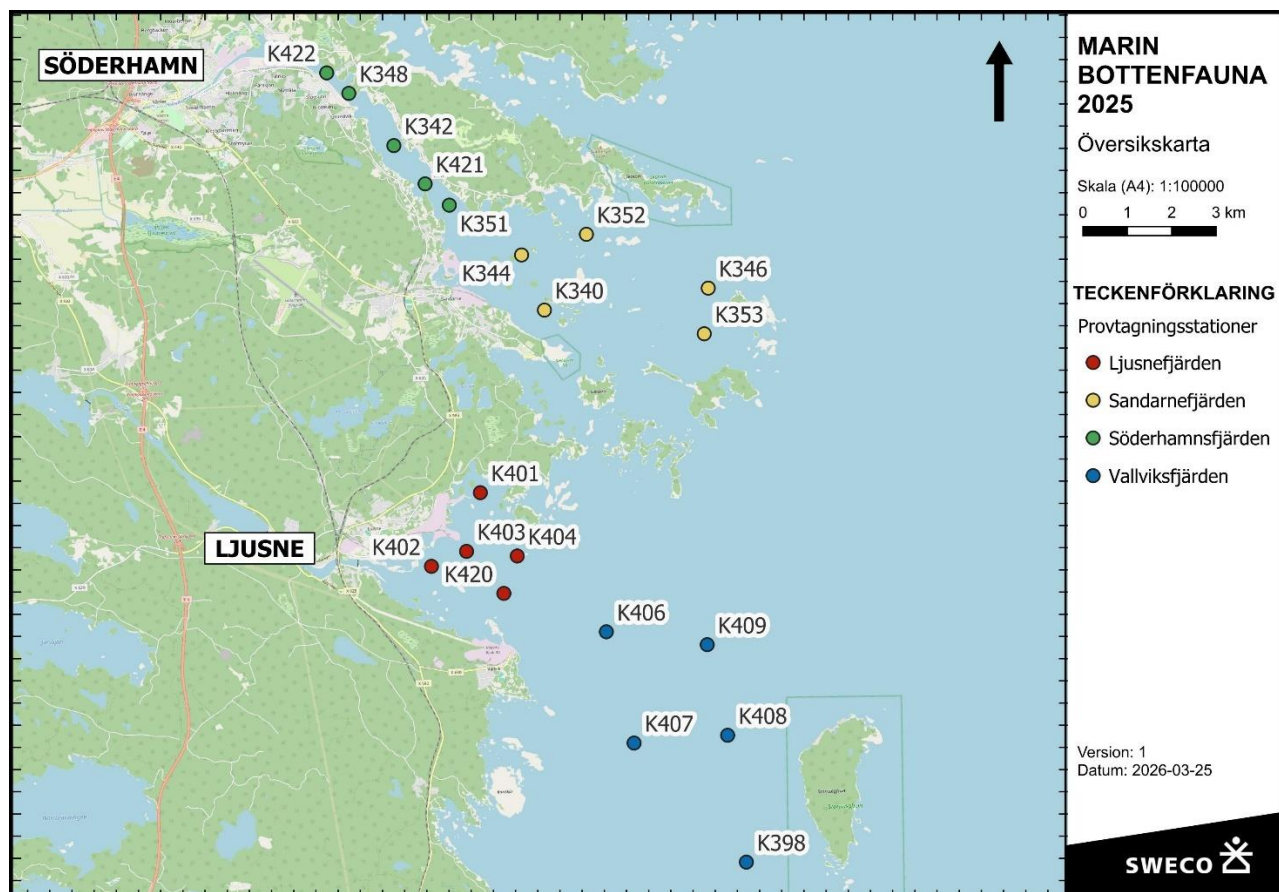 SÖDERHAMN
K422
K348
K342
K421
K351
K352
K344
K340
K346
K353
K401
K403
K404
LJUSNE
K402
K420
K406
K409
K407
K408
K398
MARIN
BOTTENFAUNA
2025
Översikskarta
Skala (A4): 1:100000
0 1 2 3 km
TECKENFÖRKLARING
Provtagningsstationer
Ljusnefjärden
Sandarnefjärden
Söderhamnsfjärden
Vallviksfjärden
Version: 1
Datum: 2026-03-25
SWECO